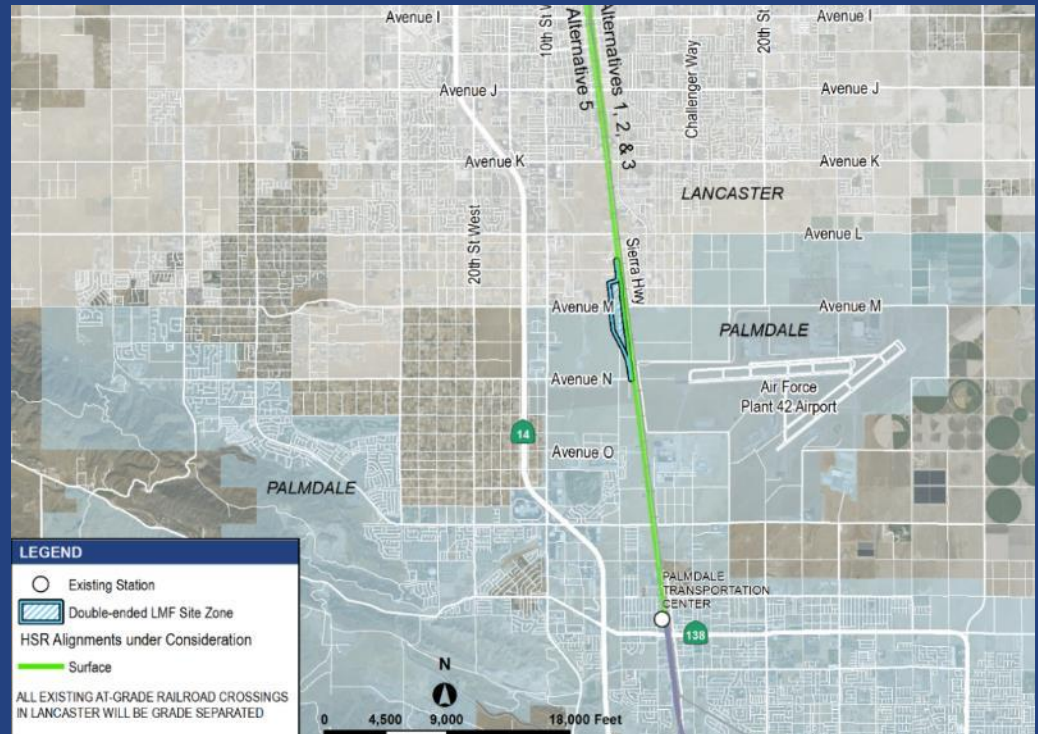 Avenue I
10th St W
Alternative 5
Alternatives 1, 2, & 3
Challenger Way
20th St
Avenue I
Avenue J
Avenue J
Avenue K
Avenue K
LANCASTER
20th St West
Avenue L
Sierra Hwy
Avenue M
Avenue M
PALMDALE
Avenue N
Air Force
Plant 42 Airport
14
Avenue O
PALMDALE
PALMDALE
TRANSPORTATION
CENTER
138
LEGEND
Existing Station
Double-ended LMF Site Zone
HSR Alignments under Consideration
Surface
ALL EXISTING AT-GRADE RAILROAD CROSSINGS
IN LANCASTER WILL BE GRADE SEPARATED
N
0 4,500 9,000 18,000 Feet